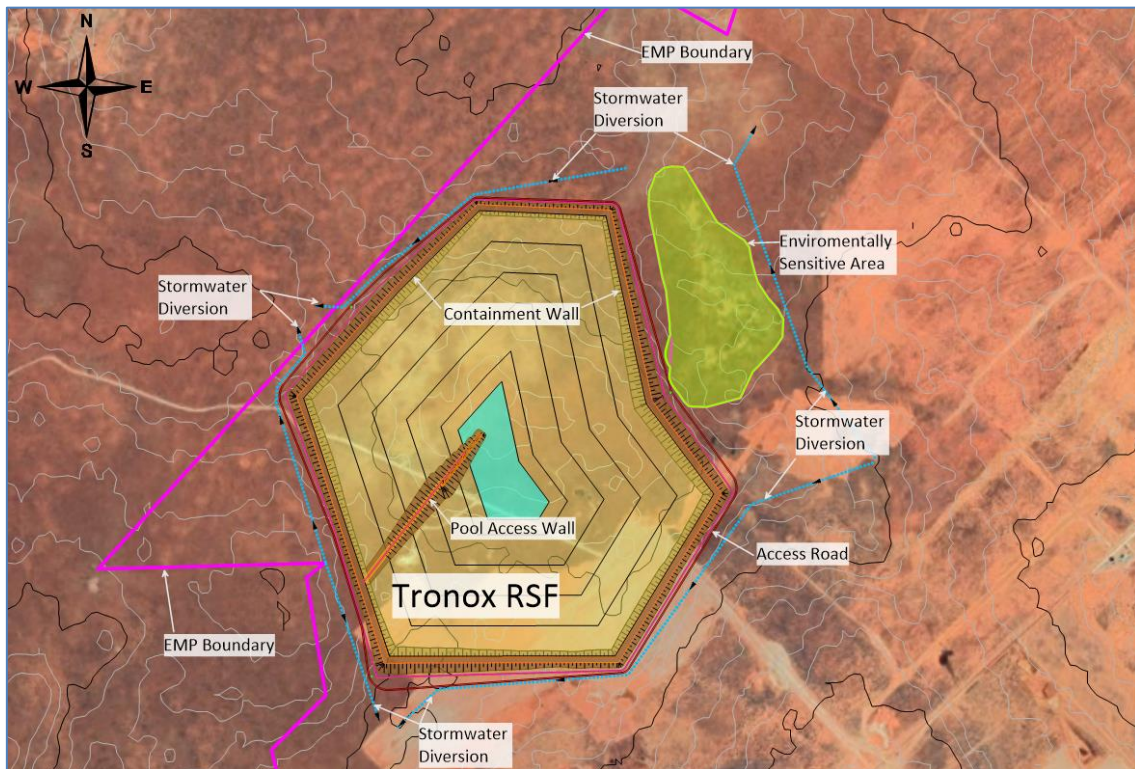 N
W
E
S
EMP Boundary
Stormwater
Diversion
Enviromentally
Sensitive Area
Stormwater
Diversion
Containment Wall
Stormwater
Diversion
Pool Access Wall
Access Road
Tronox RSF
EMP Boundary
Stormwater
Diversion